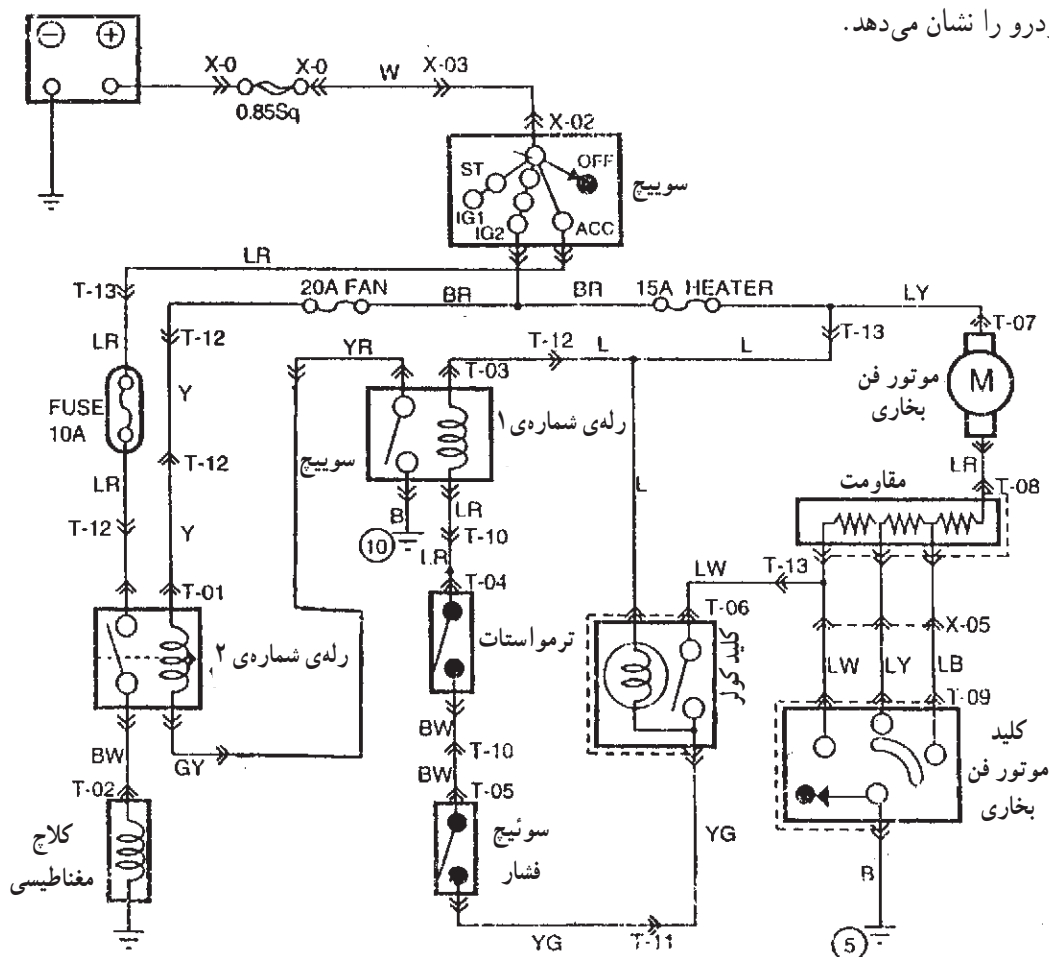 ودرو را نشان می‌دهد.
X-0
X-0
W
X-03
0.85Sq
X-02
ST
OFF
IG1
IG2
ACC
سوییچ
LR
T-13
20A FAN
BR
BR
15A HEATER
LY
T-12
YR
T-12
L
L
T-13
T-07
LR
T-03
M
موتور فن
بخاری
FUSE
10A
Y
رله‌ی شماره‌ی ۱
سوییچ
T-12
LR
LR
T-08
مقاومت
T-12
Y
B
LR
L
10
T-10
LR
LW
T-13
T-01
T-04
T-06
X-05
ترمواستات
کلید کولر
رله‌ی شماره‌ی ۲
LW
LY
LB
T-09
BW
BW
GY
T-10
کلید
موتور فن
بخاری
T-02
BW
T-05
کلاچ
مغناطیسی
سوئیچ
فشار
YG
B
YG
T-11
5